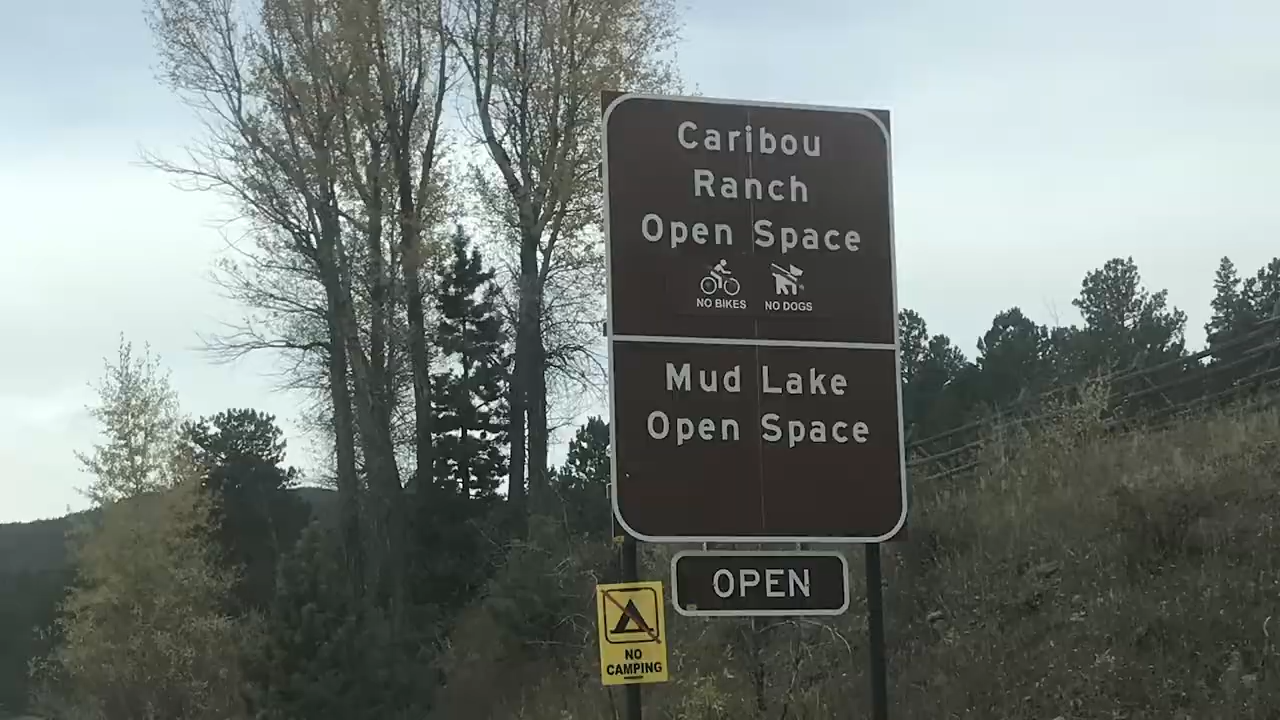 Caribou
Ranch
Open Space
NO BIKES NO DOGS
Mud Lake
Open Space
OPEN
NO
CAMPING